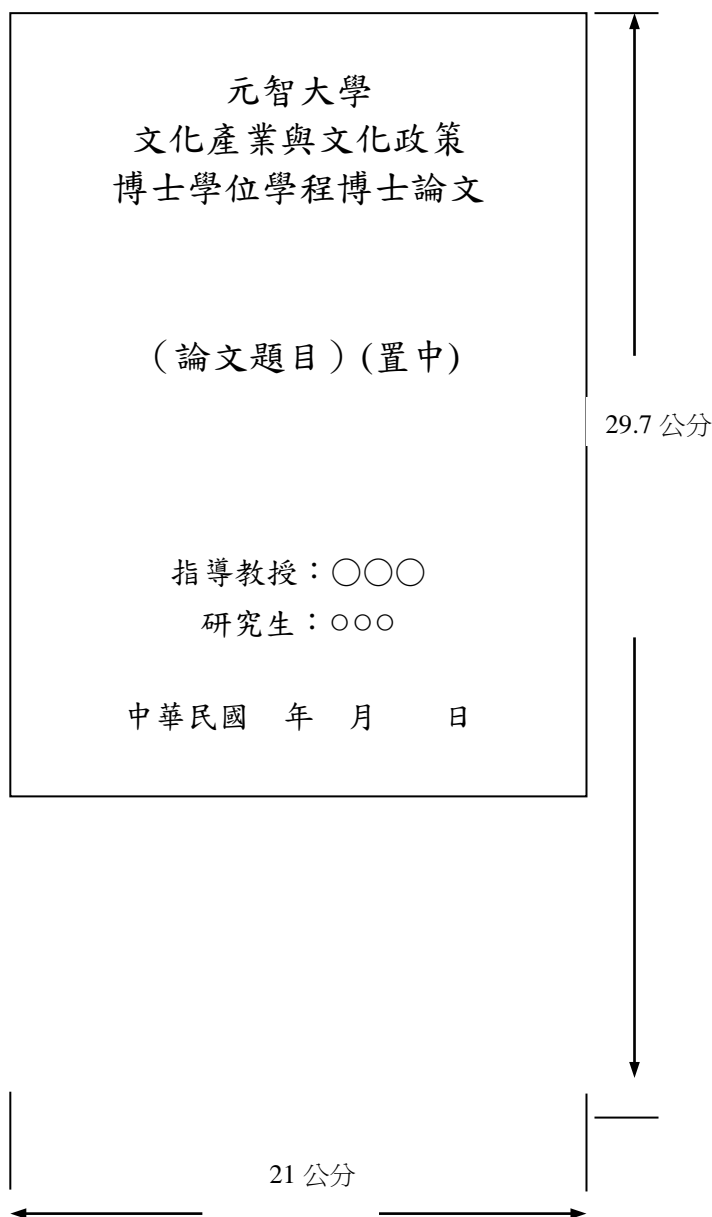 元智大學
文化產業與文化政策
博士學位學程博士論文
（論文題目）(置中)
29.7 公分
指導教授：○○○
研究生：○○○
中華民國　年　月　　日
21 公分